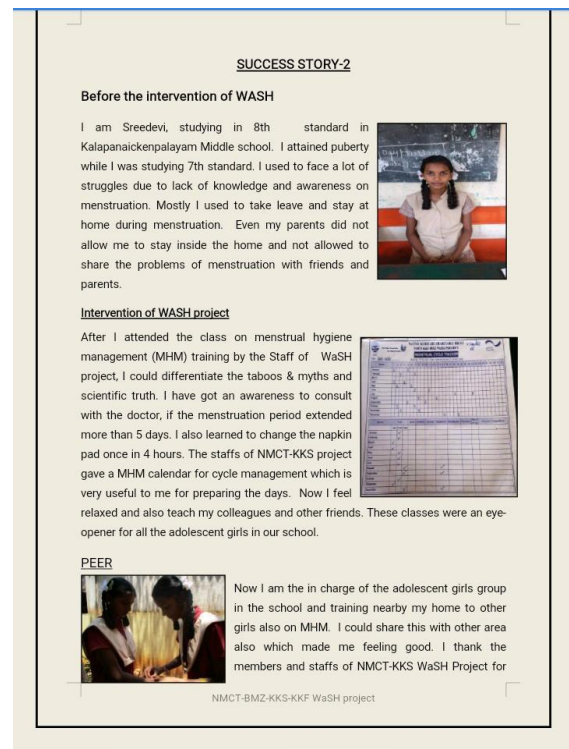 SUCCESS STORY-2
Before the intervention of WASH
I am Sreedevi, studying in 8th standard in
Kalapanaickenpalayam Middle school. I attained puberty
while I was studying 7th standard. I used to face a lot of
struggles due to lack of knowledge and awareness on
menstruation. Mostly I used to take leave and stay at
home during menstruation. Even my parents did not
allow me to stay inside the home and not allowed to
share the problems of menstruation with friends and
parents.
Intervention of WASH project
After I attended the class on menstrual hygiene
management (MHM) training by the Staff of WaSH
project, I could differentiate the taboos & myths and
scientific truth. I have got an awareness to consult
with the doctor, if the menstruation period extended
more than 5 days. I also learned to change the napkin
pad once in 4 hours. The staffs of NMCT-KKS project
gave a MHM calendar for cycle management which is
very useful to me for preparing the days. Now I feel
relaxed and also teach my colleagues and other friends. These classes were an eye-
opener for all the adolescent girls in our school.
PEER
Now I am the in charge of the adolescent girls group
in the school and training nearby my home to other
girls also on MHM. I could share this with other area
also which made me feeling good. I thank the
members and staffs of NMCT-KKS WaSH Project for
NMCT-BMZ-KKS-KKF WaSH project